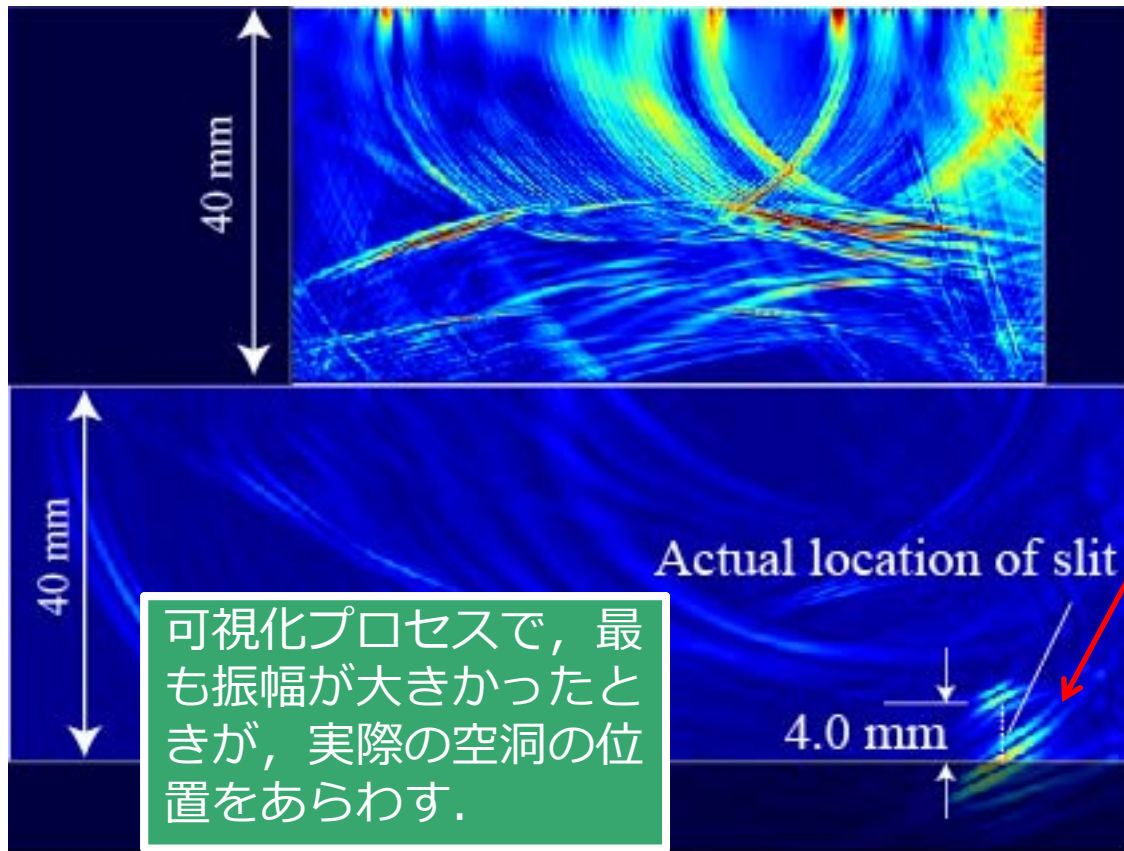 40 mm
40 mm
Actual location of slit
4.0 mm
可視化プロセスで，最
も振幅が大きかったと
きが，実際の空洞の位
置をあらわす．